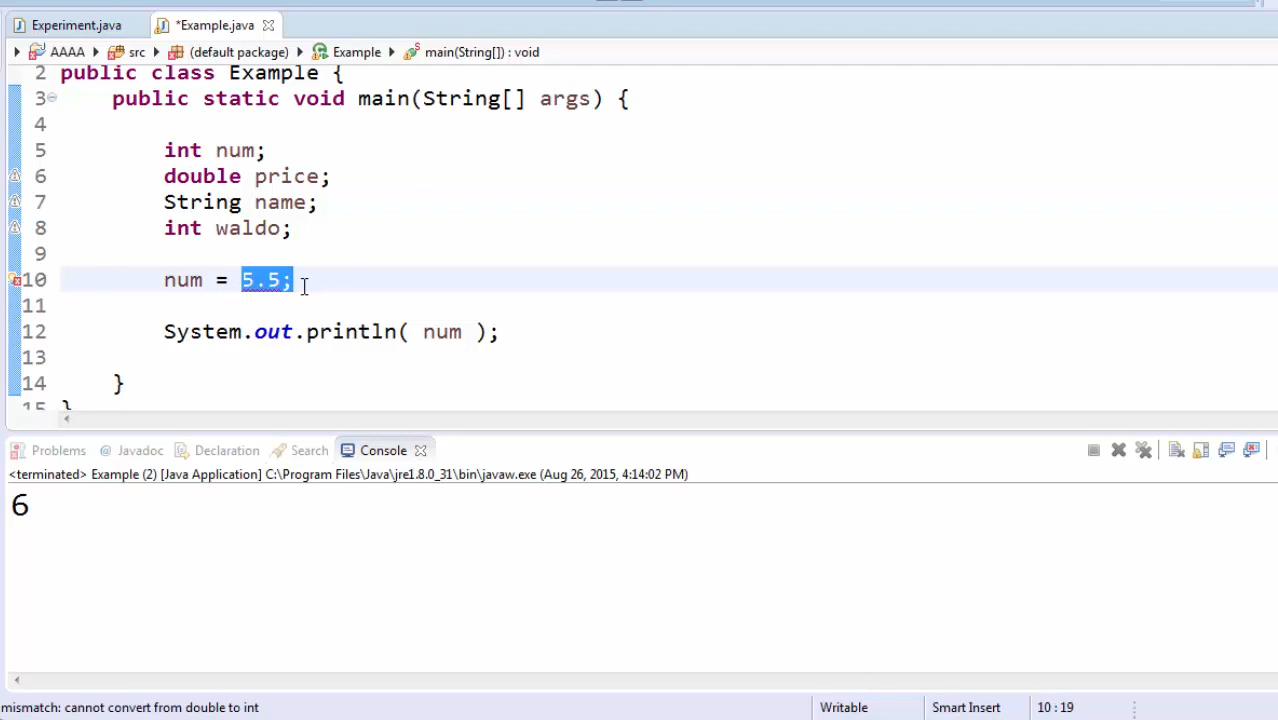 Experiment.java *Example.java
AAAA src (default package) Example main(String[]) : void
2 public class Example {
3 public static void main(String[] args) {
4
5 int num;
6 double price;
7 String name;
8 int waldo;
9
10 num = 5.5;
11
12 System.out.println( num );
13
14 }
15 }
Problems @ Javadoc Declaration Search Console
<terminated> Example (2) [Java Application] C:\Program Files\Java\jre1.8.0_31\bin\javaw.exe (Aug 26, 2015, 4:14:02 PM)
6
mismatch: cannot convert from double to int Writable Smart Insert 10 : 19